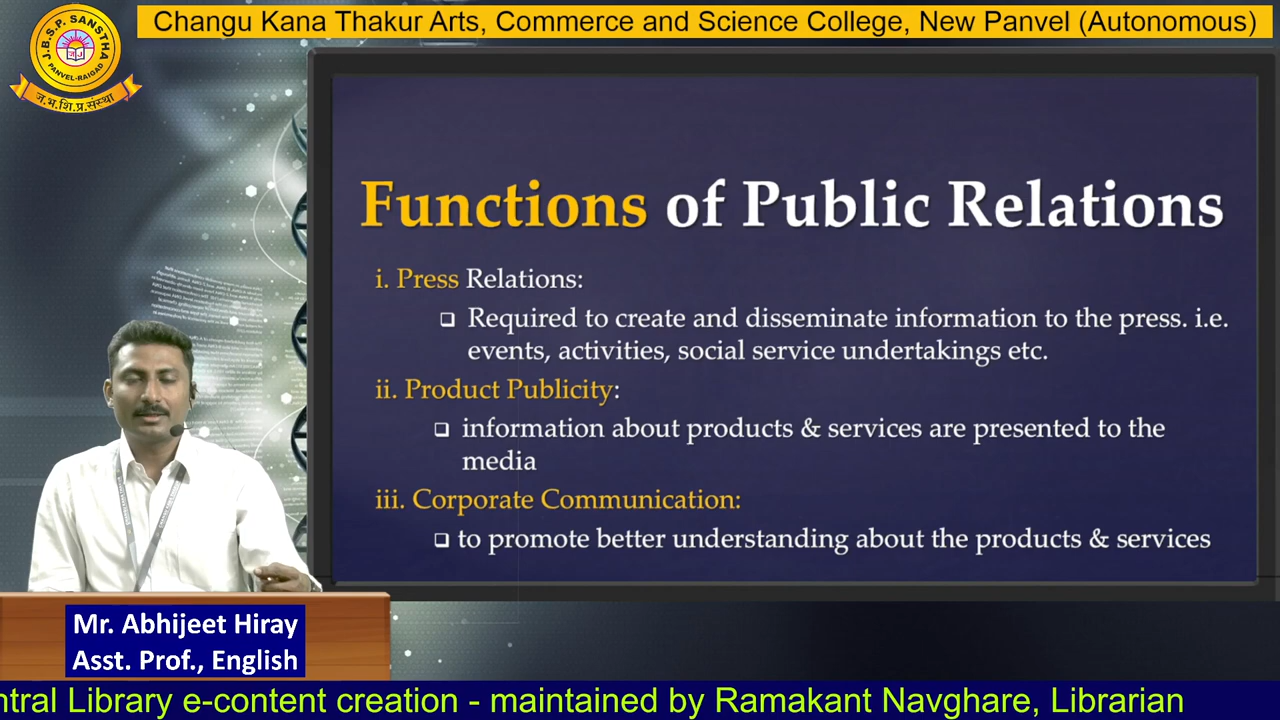 Changu Kana Thakur Arts, Commerce and Science College, New Panvel (Autonomous)
J.B.S.P. SANSTHA
PANVEL-RAIGAD
ज.भ.शि.प्र.संस्था
Functions of Public Relations
i. Press Relations:
❑ Required to create and disseminate information to the press. i.e.
events, activities, social service undertakings etc.
ii. Product Publicity:
❑ information about products & services are presented to the
media
iii. Corporate Communication:
❑ to promote better understanding about the products & services
Mr. Abhijeet Hiray
Asst. Prof., English
ntral Library e-content creation - maintained by Ramakant Navghare, Librarian